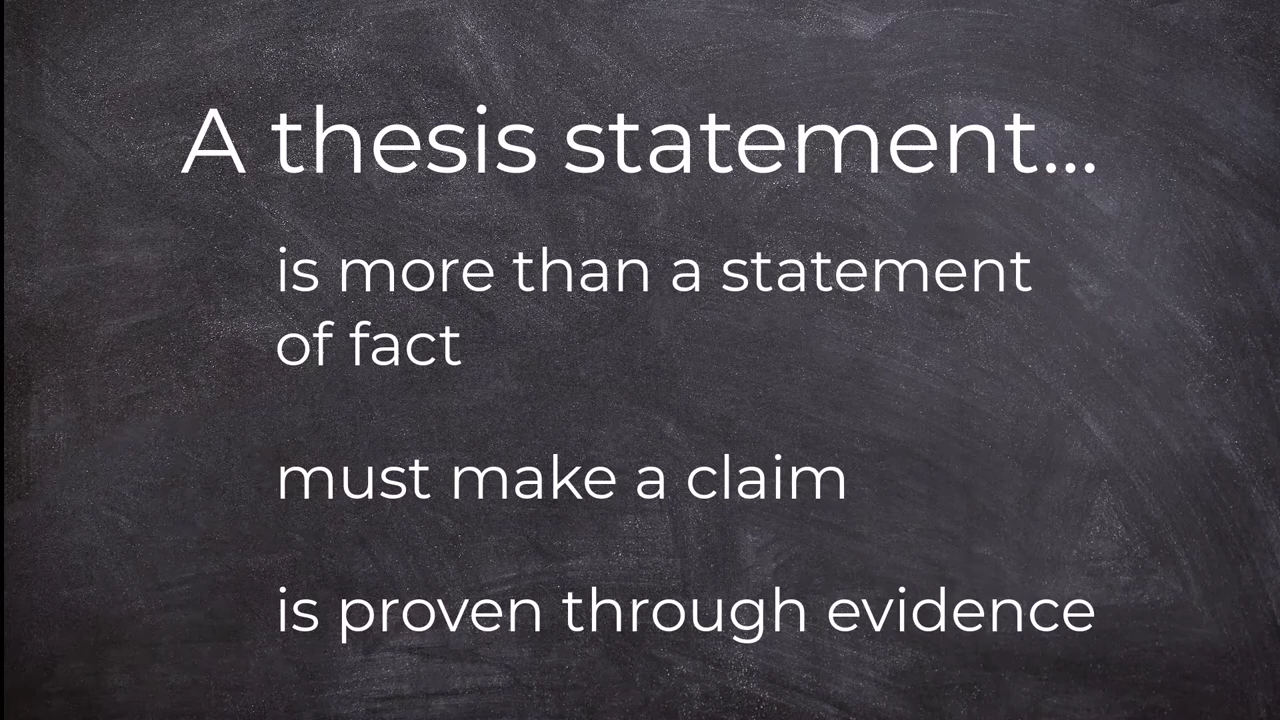 A thesis statement...
is more than a statement
of fact
must make a claim
is proven through evidence